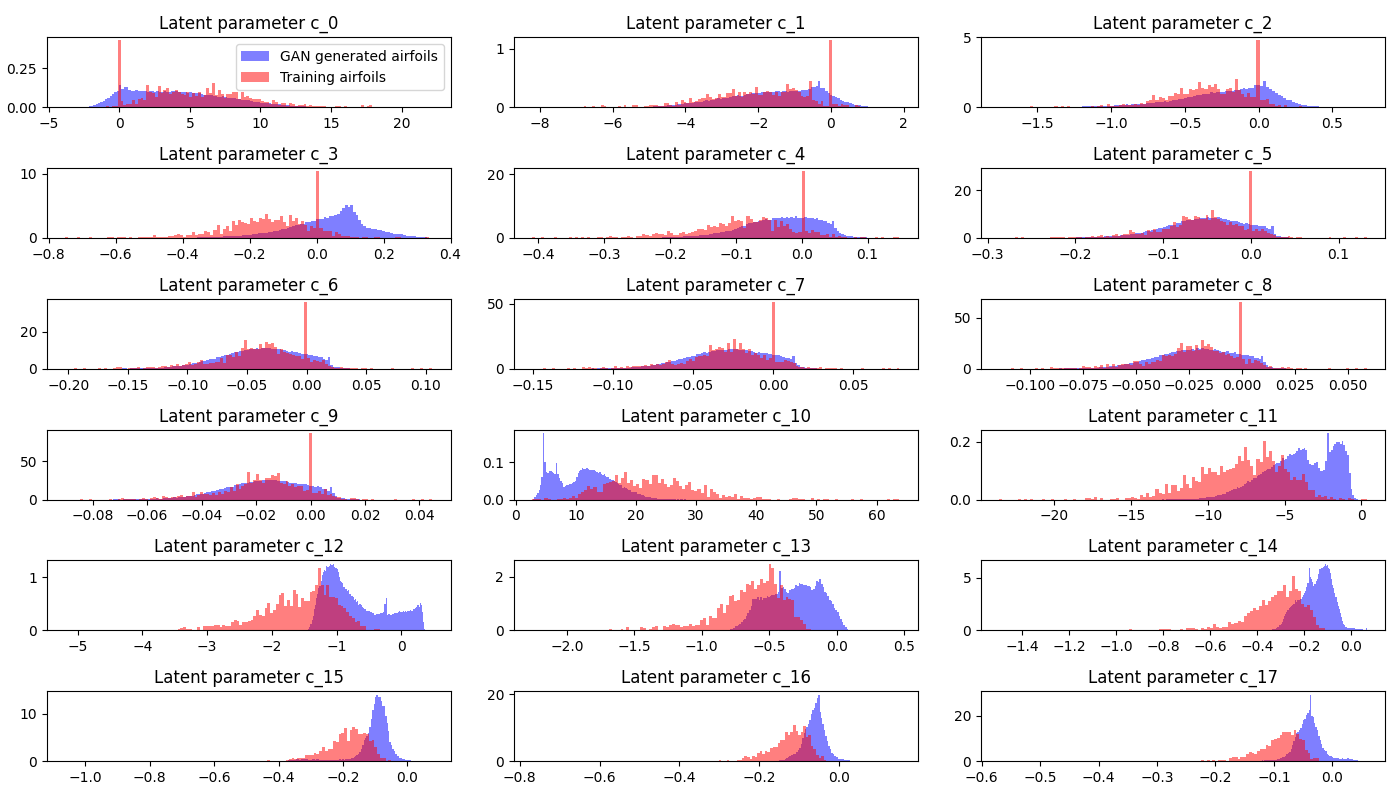 Latent parameter c_0
Latent parameter c_1
Latent parameter c_2
GAN generated airfoils
Training airfoils
0.25
0.00
1
0
5
0
−5 0 5 10 15 20
−8 −6 −4 −2 0 2
−1.5 −1.0 −0.5 0.0 0.5
Latent parameter c_3
Latent parameter c_4
Latent parameter c_5
10
0
20
0
20
0
−0.8 −0.6 −0.4 −0.2 0.0 0.2 0.4
−0.4 −0.3 −0.2 −0.1 0.0 0.1
−0.3 −0.2 −0.1 0.0 0.1
Latent parameter c_6
Latent parameter c_7
Latent parameter c_8
20
0
50
0
50
0
−0.20 −0.15 −0.10 −0.05 0.00 0.05 0.10
−0.15 −0.10 −0.05 0.00 0.05
−0.100 −0.075 −0.050 −0.025 0.000 0.025 0.050
Latent parameter c_9
Latent parameter c_10
Latent parameter c_11
50
0
0.1
0.0
0.2
0.0
−0.08 −0.06 −0.04 −0.02 0.00 0.02 0.04
0 10 20 30 40 50 60
−20 −15 −10 −5 0
Latent parameter c_12
Latent parameter c_13
Latent parameter c_14
1
0
2
0
5
0
−5 −4 −3 −2 −1 0
−2.0 −1.5 −1.0 −0.5 0.0 0.5
−1.4 −1.2 −1.0 −0.8 −0.6 −0.4 −0.2 0.0
Latent parameter c_15
Latent parameter c_16
Latent parameter c_17
10
0
20
0
20
0
−1.0 −0.8 −0.6 −0.4 −0.2 0.0
−0.8 −0.6 −0.4 −0.2 0.0
−0.6 −0.5 −0.4 −0.3 −0.2 −0.1 0.0